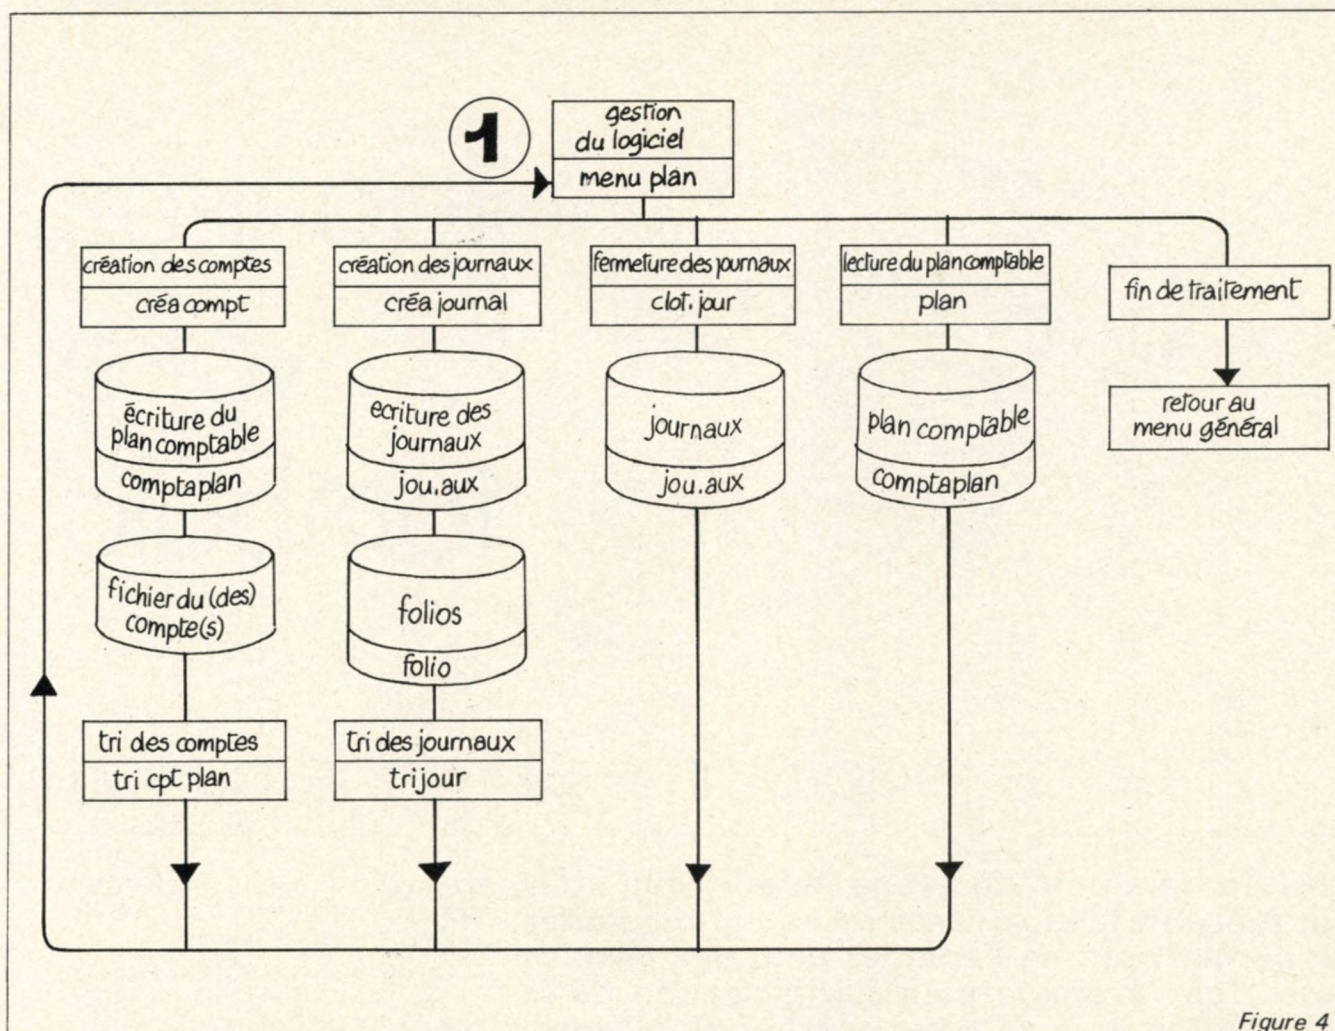 1
gestion
du logiciel
menu plan
création des comptes
créa compt
création des journaux
créa journal
fermeture des journaux
clot. jour
lecture du plan comptable
plan
fin de traitement
écriture du
plan comptable
comptaplan
ecriture des
journaux
jou.aux
journaux
jou.aux
plan comptable
comptaplan
retour au
menu général
fichier du (des)
compte(s)
folios
folio
tri des comptes
tri cpt plan
tri des journaux
trijour
Figure 4